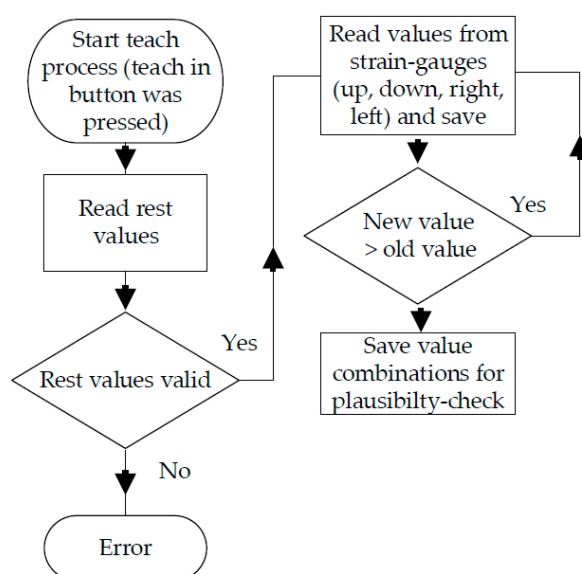 Start teach
process (teach in
button was
pressed)
Read rest
values
Rest values valid
Yes
No
Error
Read values from
strain-gauges
(up, down, right,
left) and save
New value
> old value
Yes
Save value
combinations for
plausibilty-check